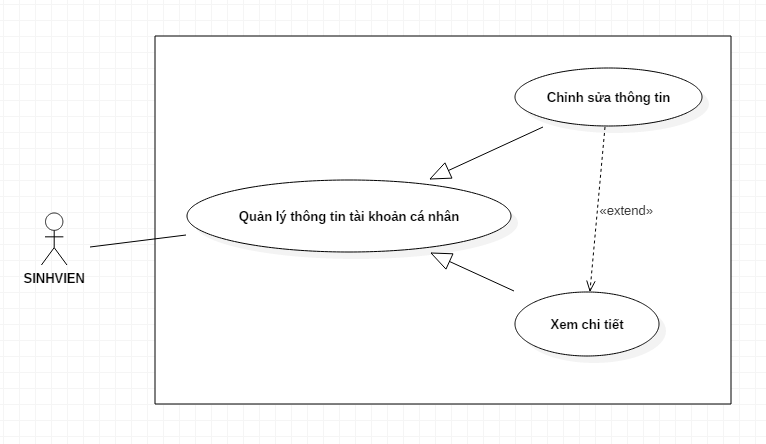 Chỉnh sửa thông tin
Quản lý thông tin tài khoản cá nhân
«extend»
SINHVIEN
Xem chi tiết